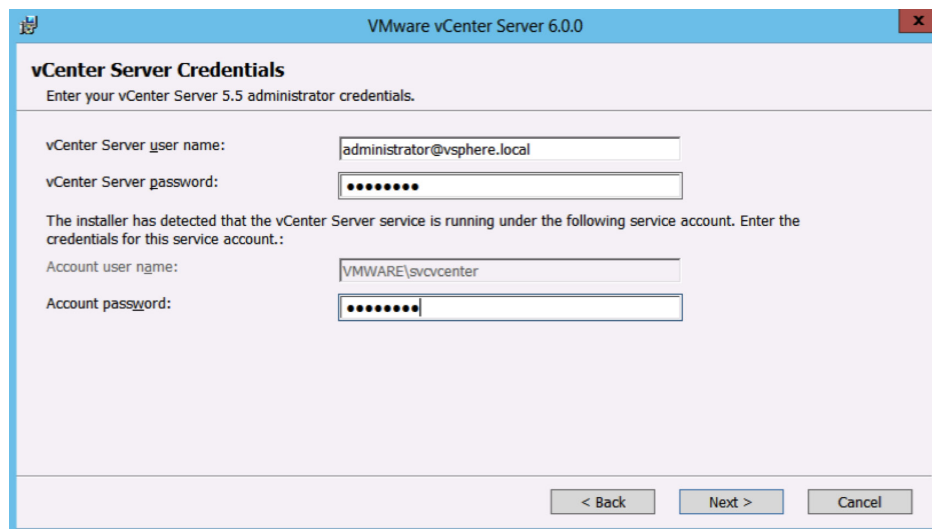 VMware vCenter Server 6.0.0
x
vCenter Server Credentials
Enter your vCenter Server 5.5 administrator credentials.
vCenter Server user name:
administrator@vsphere.local
vCenter Server password:
●●●●●●●●
The installer has detected that the vCenter Server service is running under the following service account. Enter the
credentials for this service account.:
Account user name:
VMWARE\svcvcenter
Account password:
●●●●●●●●
< Back
Next >
Cancel